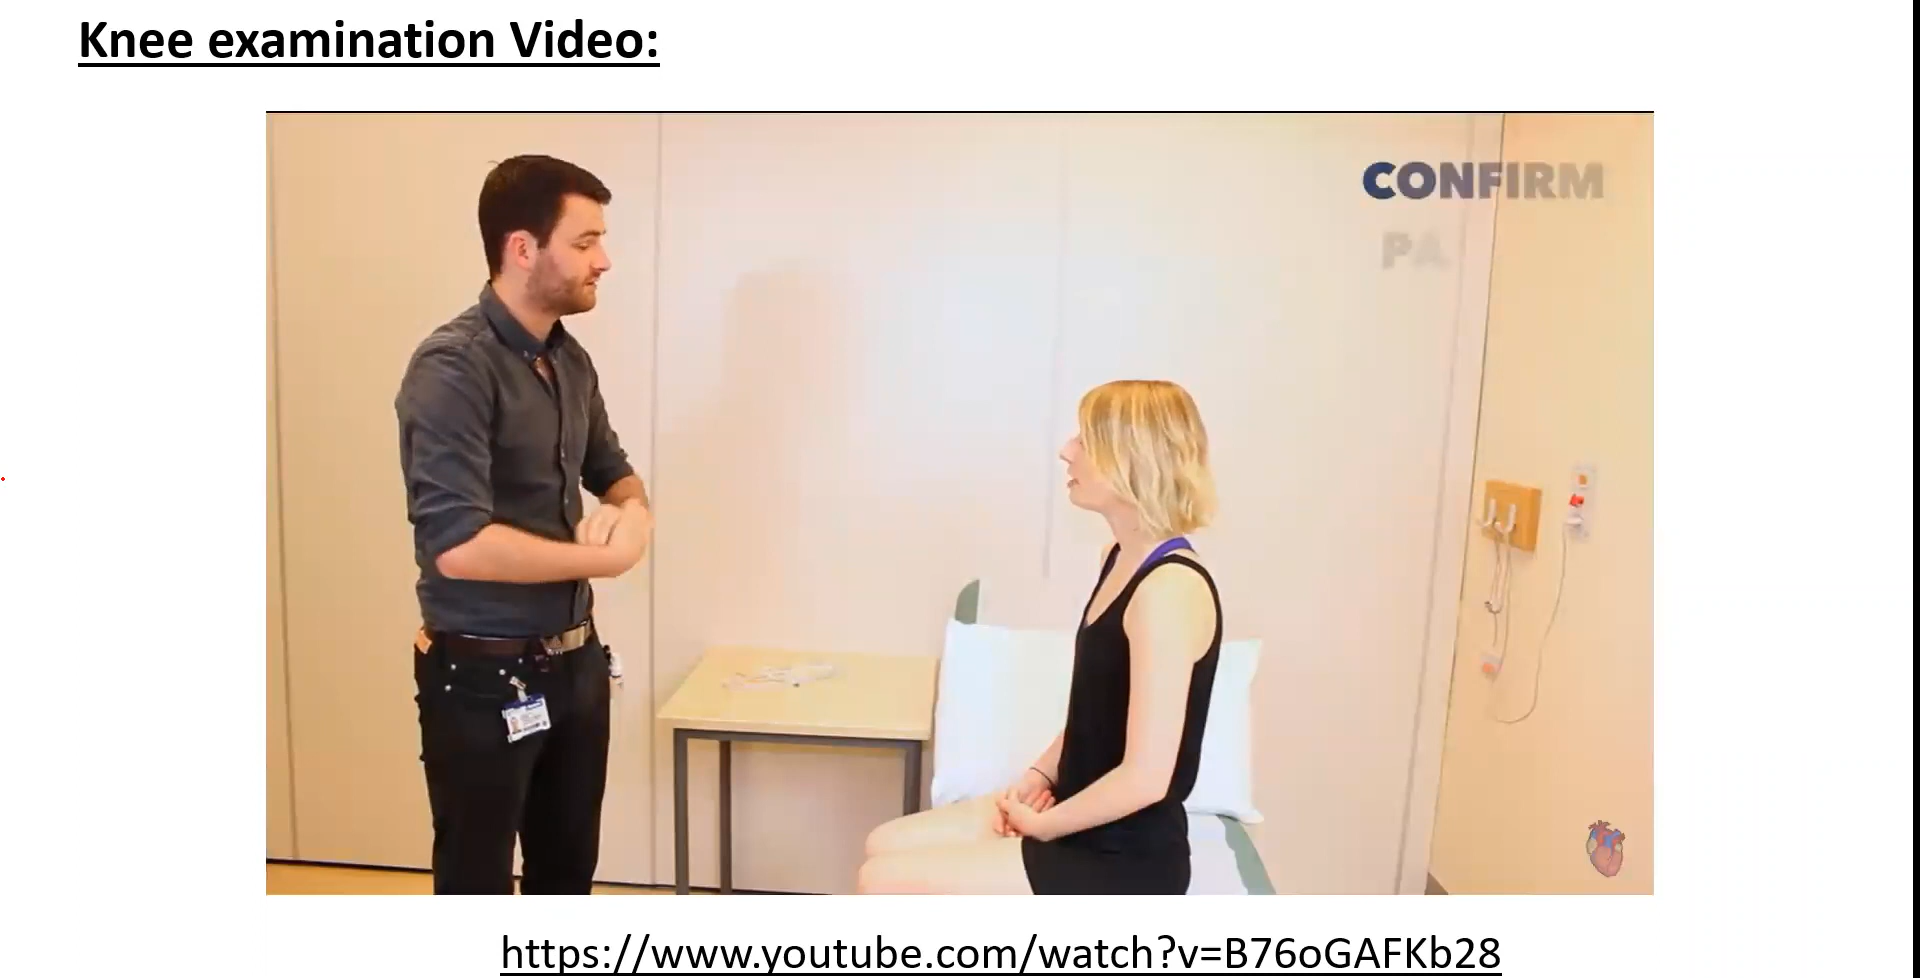 Knee examination Video:
CONFIRM
PA
https://www.youtube.com/watch?v=B76oGAFKb28